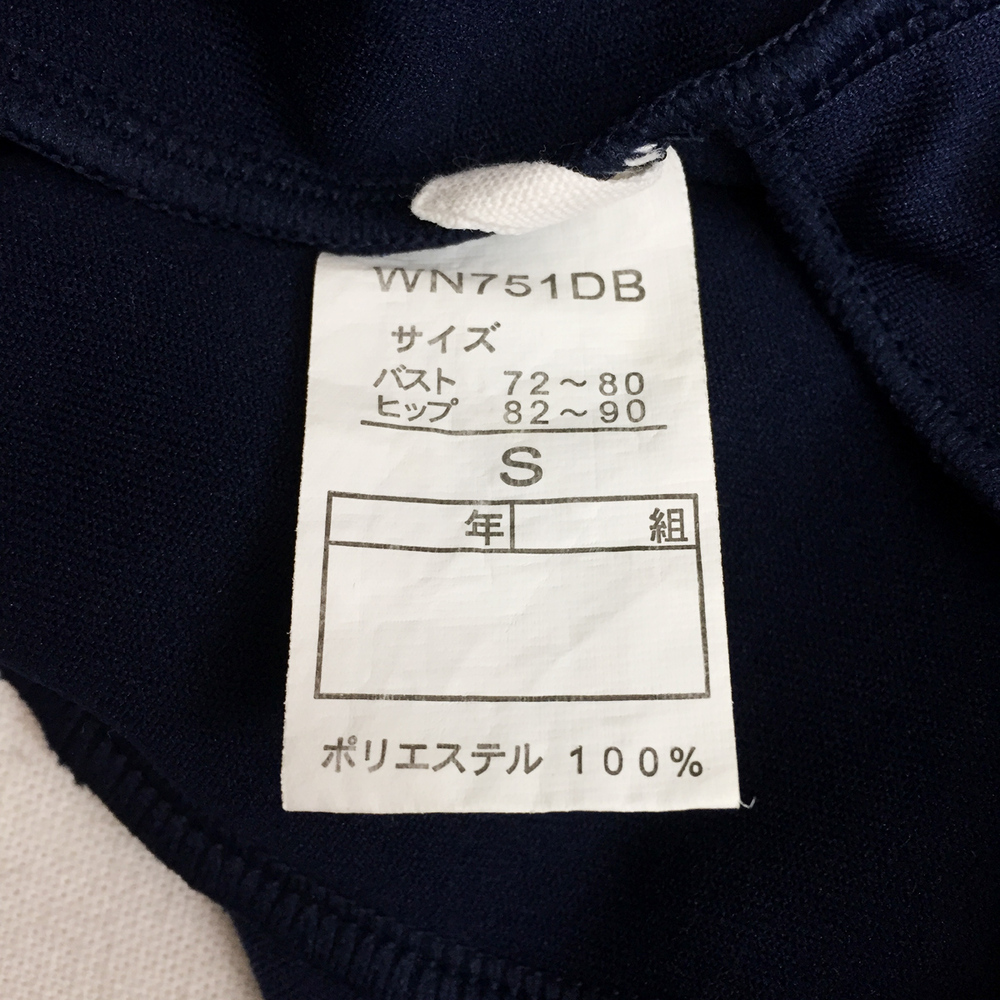 WN751DB
サイズ
バスト 72～80
ヒップ 82～90
S
年 組
ポリエステル 100%